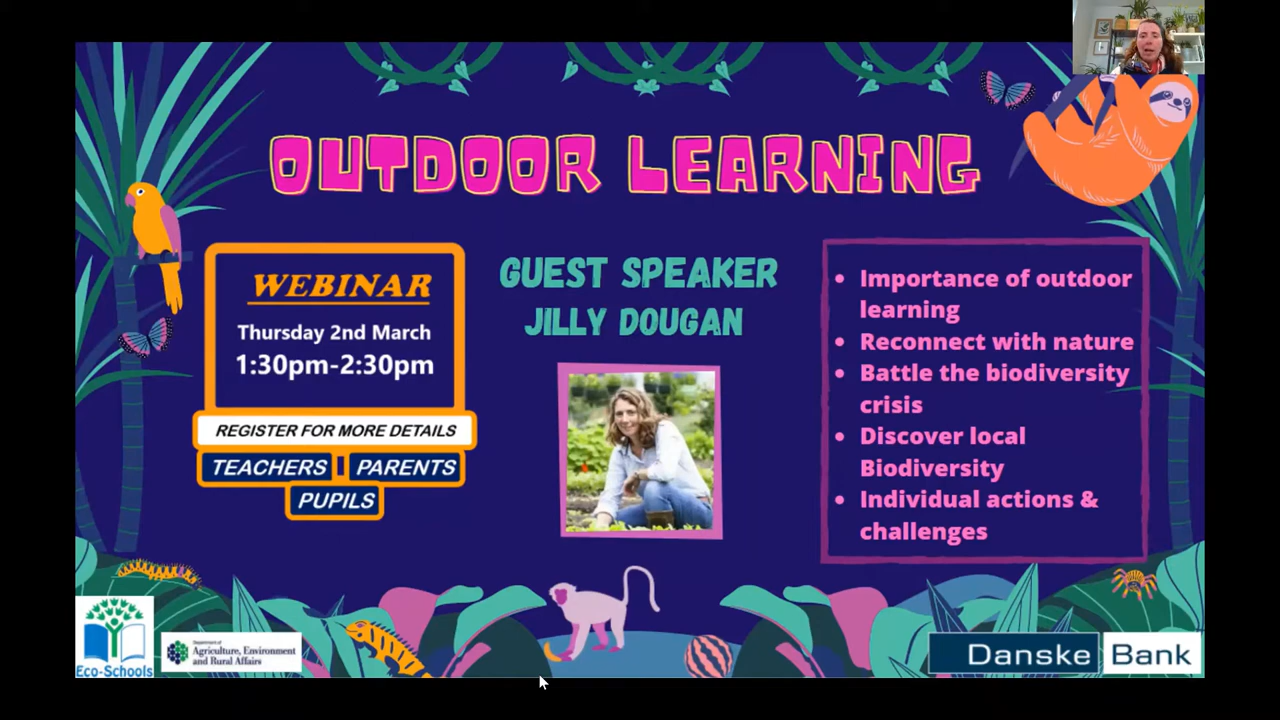 OUTDOOR LEARNING
WEBINAR
Thursday 2nd March
1:30pm-2:30pm
REGISTER FOR MORE DETAILS
TEACHERS
PARENTS
PUPILS
GUEST SPEAKER
JILLY DOUGAN
• Importance of outdoor
learning
• Reconnect with nature
• Battle the biodiversity
crisis
• Discover local
Biodiversity
• Individual actions &
challenges
Eco-Schools
Department of
Agriculture, Environment
and Rural Affairs
Danske Bank